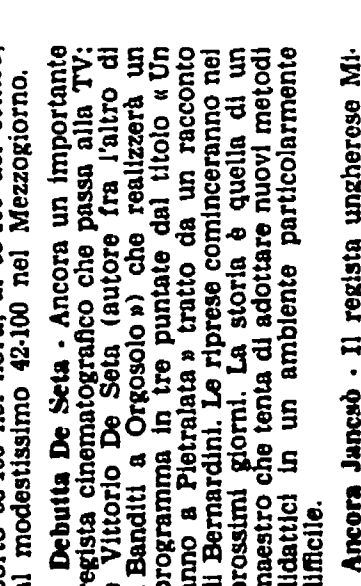 al modestissimo 42-100 nel Mezzogiorno.
Debutta De Seta - Ancora un importante
regista cinematografico che passa alla TV:
è Vittorio De Seta (autore fra l'altro di
Banditi a Orgosolo ») che realizzerà un
programma in tre puntate dal titolo « Un
anno a Pietralata » tratto da un racconto
di Bernardini. Le riprese cominceranno nei
prossimi giorni. La storia è quella di un
maestro che tenta di adottare nuovi metodi
didattici in un ambiente particolarmente
difficile.
Ancora Jancsò - Il regista ungherese Mi-